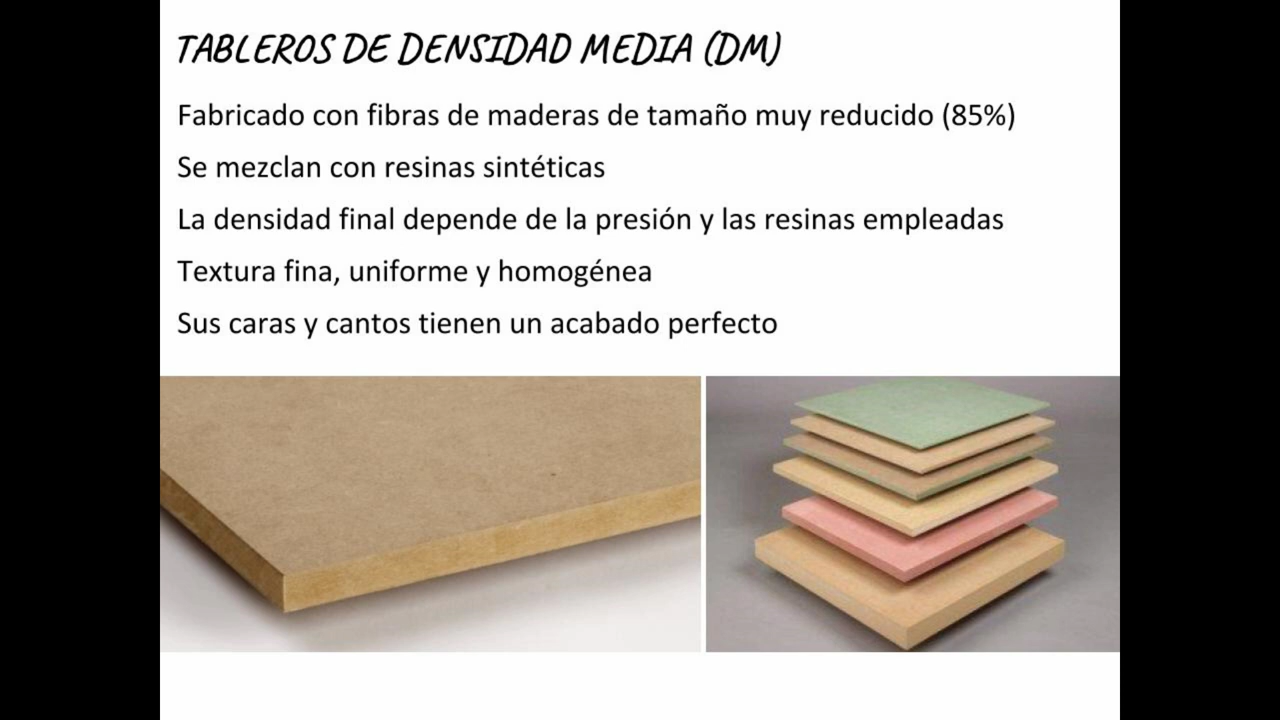 TABLEROS DE DENSIDAD MEDIA (DM)
Fabricado con fibras de maderas de tamaño muy reducido (85%)
Se mezclan con resinas sintéticas
La densidad final depende de la presión y las resinas empleadas
Textura fina, uniforme y homogénea
Sus caras y cantos tienen un acabado perfecto